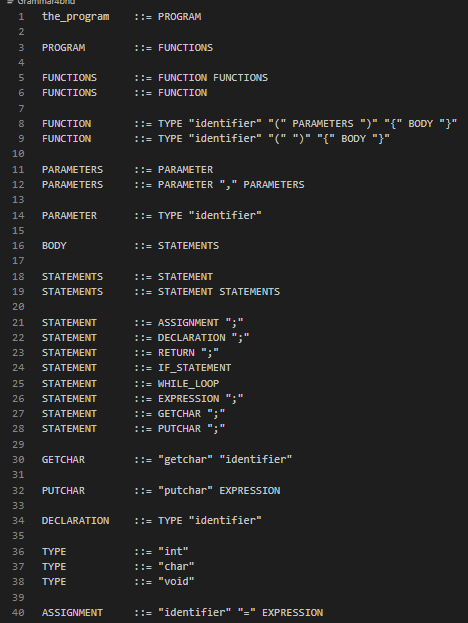 Grammar4bnd
1 the_program ::= PROGRAM
2
3 PROGRAM ::= FUNCTIONS
4
5 FUNCTIONS ::= FUNCTION FUNCTIONS
6 FUNCTIONS ::= FUNCTION
7
8 FUNCTION ::= TYPE "identifier" "(" PARAMETERS ")" "{" BODY "}"
9 FUNCTION ::= TYPE "identifier" "(" ")" "{" BODY "}"
10
11 PARAMETERS ::= PARAMETER
12 PARAMETERS ::= PARAMETER "," PARAMETERS
13
14 PARAMETER ::= TYPE "identifier"
15
16 BODY ::= STATEMENTS
17
18 STATEMENTS ::= STATEMENT
19 STATEMENTS ::= STATEMENT STATEMENTS
20
21 STATEMENT ::= ASSIGNMENT ";"
22 STATEMENT ::= DECLARATION ";"
23 STATEMENT ::= RETURN ";"
24 STATEMENT ::= IF_STATEMENT
25 STATEMENT ::= WHILE_LOOP
26 STATEMENT ::= EXPRESSION ";"
27 STATEMENT ::= GETCHAR ";"
28 STATEMENT ::= PUTCHAR ";"
29
30 GETCHAR ::= "getchar" "identifier"
31
32 PUTCHAR ::= "putchar" EXPRESSION
33
34 DECLARATION ::= TYPE "identifier"
35
36 TYPE ::= "int"
37 TYPE ::= "char"
38 TYPE ::= "void"
39
40 ASSIGNMENT ::= "identifier" "=" EXPRESSION